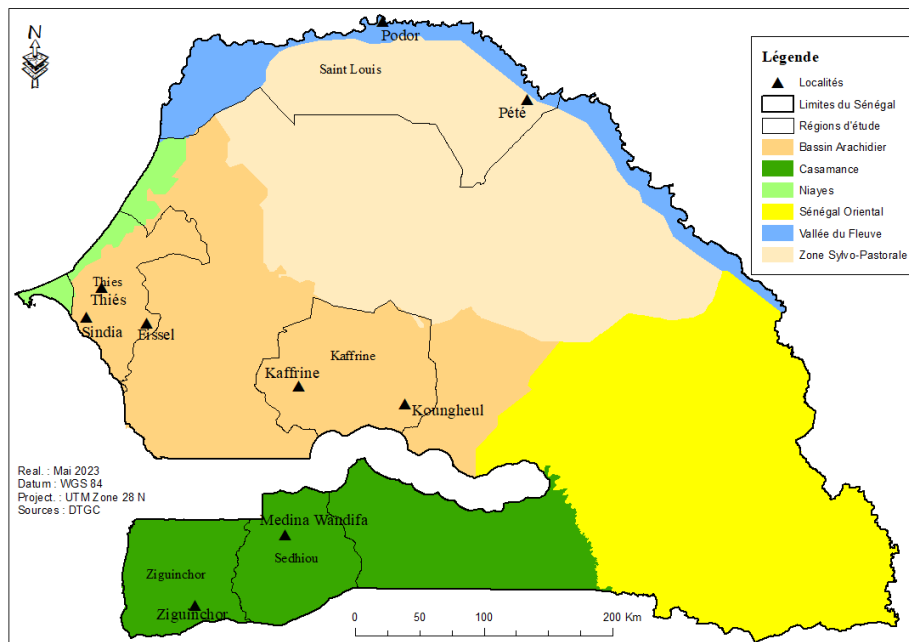 N
Podor
Saint Louis
Pété
Légende
Localités
Limites du Sénégal
Régions d'étude
Bassin Arachidier
Casamance
Niayes
Sénégal Oriental
Vallée du Fleuve
Zone Sylvo-Pastorale
Thies
Thiés
Sindia
Fissel
Kaffrine
Kaffrine
Koungheul
Real. : Mai 2023
Datum : WGS 84
Project. : UTM Zone 28 N
Sources : DTGC
Medina Wandifa
Sedhiou
Ziguinchor
Ziguinchor
0 50 100 200 Km